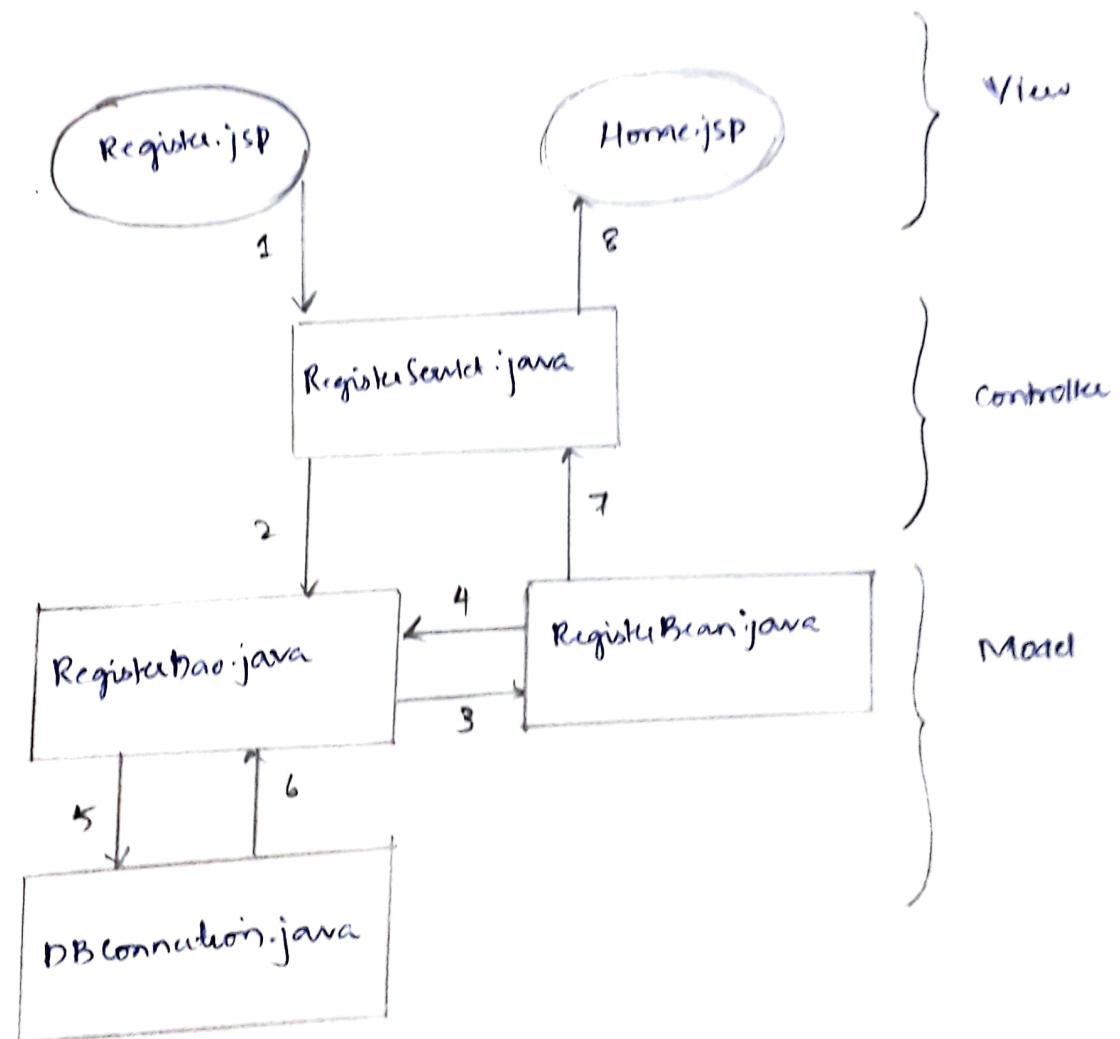 View
Register.jsp
Home.jsp
1
8
RegisterServlet.java
Controller
2
7
4
RegisterBean.java
RegisterDao.java
Model
3
5
6
DBConnection.java